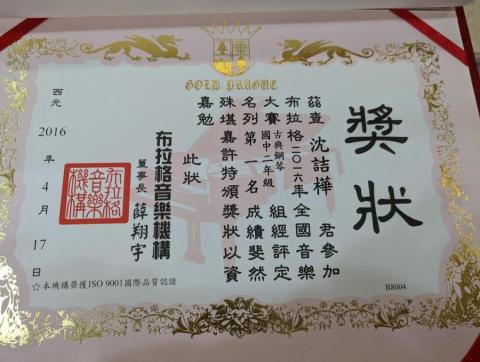 GOLD PRAGUE
獎狀
茲查 沈詰樺 君參加
布拉格二○一六年全國音樂
大賽 古典鋼琴 國中二年級 組經評定
名列第一名成績斐然
殊堪嘉許特頒獎狀以資
嘉勉
此狀
布拉格音樂機構
董事長 薛翔宇
布拉格音樂機構
西元 2016 年 4 月 17 日
☆本機構榮獲ISO 9001國際品質認證
B8004